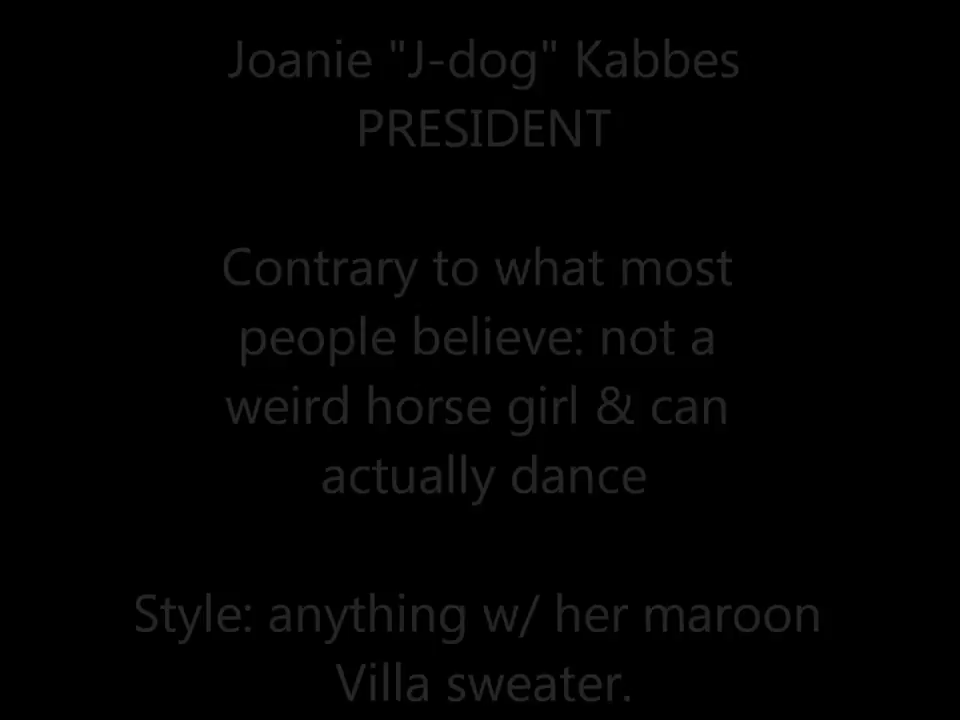 Joanie "J-dog" Kabbes
PRESIDENT
Contrary to what most
people believe: not a
weird horse girl & can
actually dance
Style: anything w/ her maroon
Villa sweater.